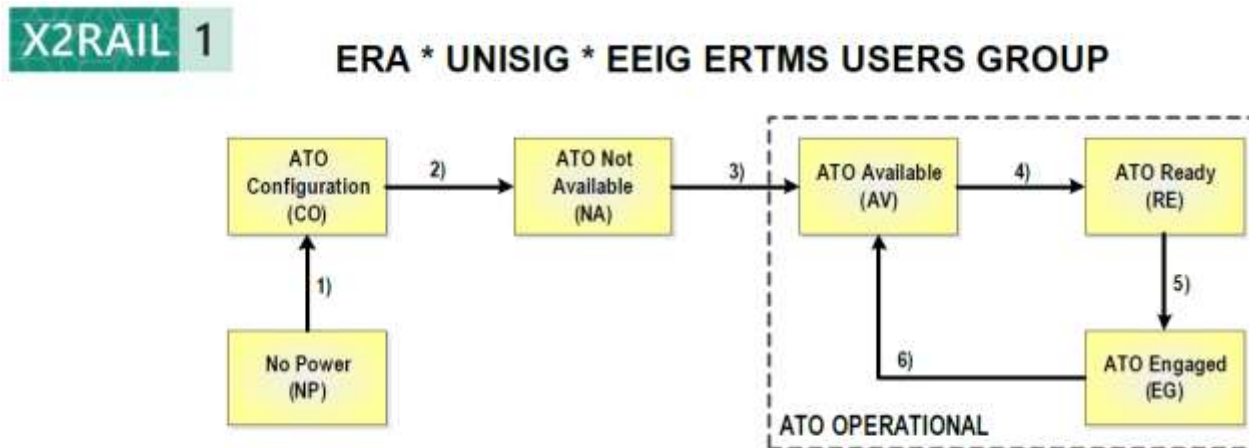 X2RAIL 1
ERA * UNISIG * EEIG ERTMS USERS GROUP
ATO
Configuration
(CO)
2)
ATO Not
Available
(NA)
3)
ATO Available
(AV)
4)
ATO Ready
(RE)
1)
5)
No Power
(NP)
6)
ATO Engaged
(EG)
ATO OPERATIONAL